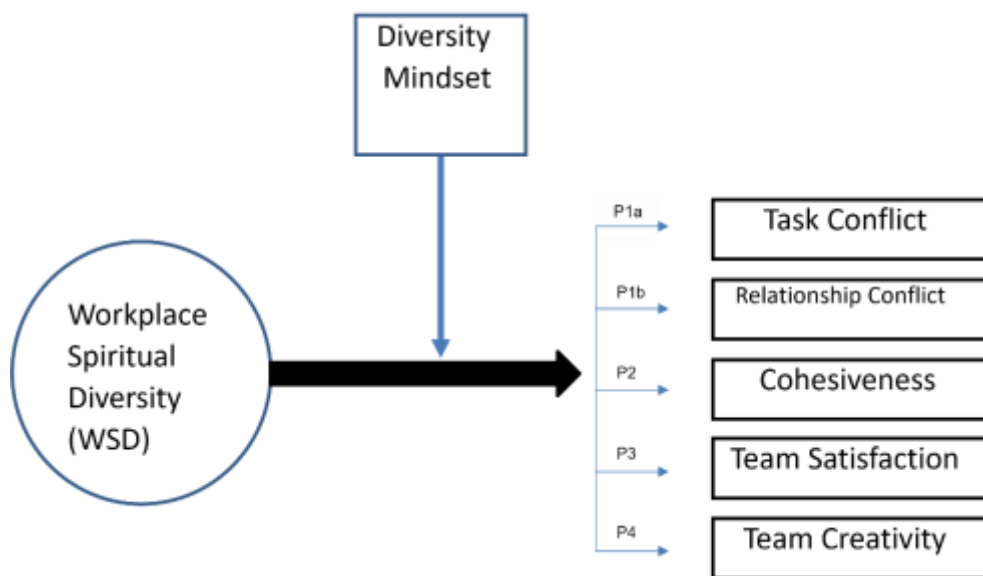 Diversity
Mindset
P1a
Task Conflict
P1b
Relationship Conflict
Workplace
Spiritual
Diversity
(WSD)
P2
Cohesiveness
P3
Team Satisfaction
P4
Team Creativity